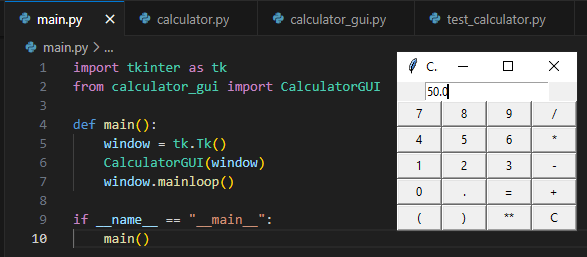 main.py calculator.py calculator_gui.py test_calculator.py
main.py > ...
1 import tkinter as tk
2 from calculator_gui import CalculatorGUI
3
4 def main():
5 window = tk.Tk()
6 CalculatorGUI(window)
7 window.mainloop()
8
9 if __name__ == "__main__":
10 main()
C.
50.0
7 8 9 /
4 5 6 *
1 2 3 -
0 . = +
( ) ** C